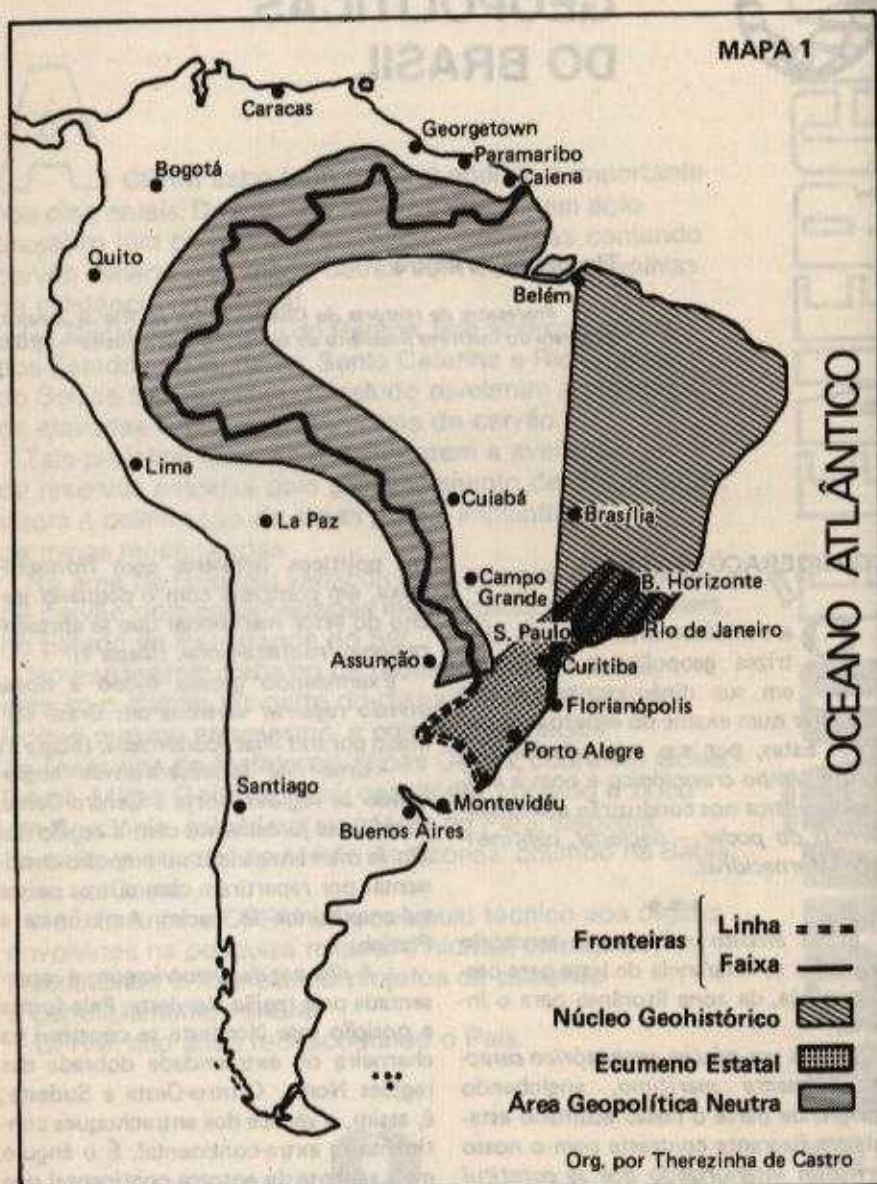 MAPA 1
Caracas
Georgetown
Paramaribo
Caiena
Bogotá
Quito
Belém
Lima
Cuiabá
La Paz
Brasília
Campo
Grande
B. Horizonte
S. Paulo
Rio de Janeiro
Assunção
Curitiba
Florianópolis
Porto Alegre
Santiago
Montevidéu
Buenos Aires
OCEANO ATLÂNTICO
Fronteiras
Linha
Faixa
Núcleo Geohistórico
Ecumeno Estatal
Área Geopolítica Neutra
Org. por Therezinha de Castro